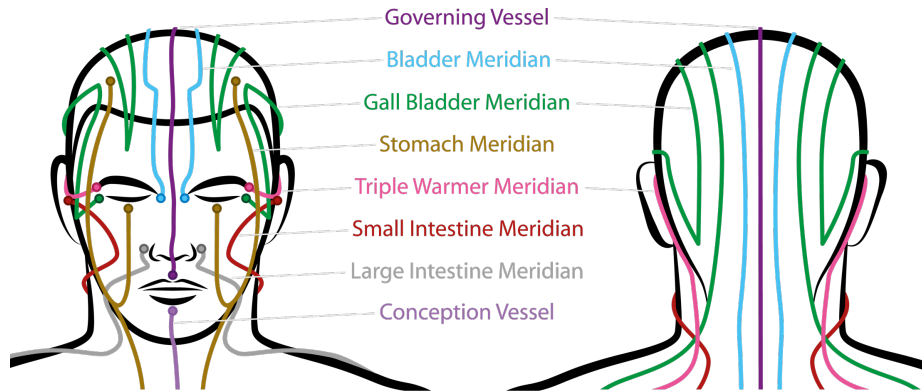 Governing Vessel
Bladder Meridian
Gall Bladder Meridian
Stomach Meridian
Triple Warmer Meridian
Small Intestine Meridian
Large Intestine Meridian
Conception Vessel